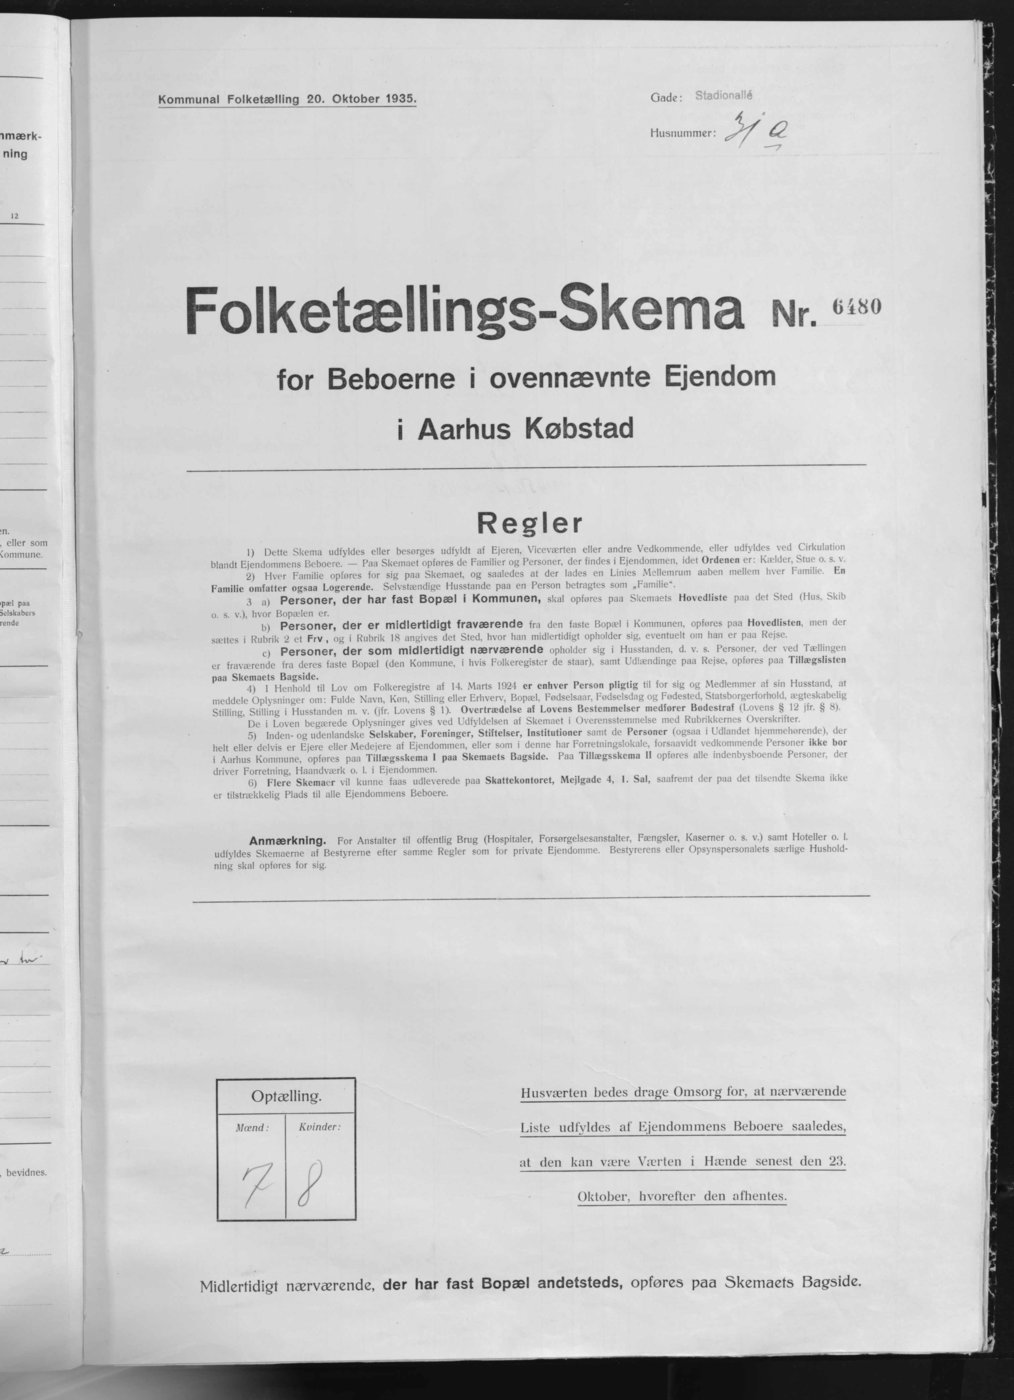 Kommunal Folketælling 20. Oktober 1935.
Gade: Stadionallé
Husnummer: 31 a
Folketællings-Skema Nr. 6480
for Beboerne i ovennævnte Ejendom
i Aarhus Købstad
Regler
1) Dette Skema udfyldes eller besørges udfyldt af Ejeren, Viceværten eller andre Vedkommende, eller udfyldes ved Cirkulation
blandt Ejendommens Beboere. — Paa Skemaet opføres de Familier og Personer, der findes i Ejendommen, idet Ordenen er: Kælder, Stue o. s. v.
2) Hver Familie opføres for sig paa Skemaet, og saaledes at der lades en Linies Mellemrum aaben mellem hver Familie. En
Familie omfatter ogsaa Logerende. Selvstændige Husstande paa en Person betragtes som „Familie“.
3 a) Personer, der har fast Bopæl i Kommunen, skal opføres paa Skemaets Hovedliste paa det Sted (Hus, Skib
o. s. v.), hvor Bopælen er.
b) Personer, der er midlertidigt fraværende fra den faste Bopæl i Kommunen, opføres paa Hovedlisten, men der
sættes i Rubrik 2 et Frv., og i Rubrik 18 angives det Sted, hvor han midlertidigt opholder sig, eventuelt om han er paa Rejse.
c) Personer, der som midlertidigt nærværende opholder sig i Husstanden, d. v. s. Personer, der ved Tællingen
er fraværende fra deres faste Bopæl (den Kommune, i hvis Folkeregister de staar), samt Udlændinge paa Rejse, opføres paa Tillægslisten
paa Skemaets Bagside.
4) I Henhold til Lov om Folkeregistre af 14. Marts 1924 er enhver Person pligtig til for sig og Medlemmer af sin Husstand, at
meddele Oplysninger om: Fulde Navn, Køn, Stilling eller Erhverv, Bopæl, Fødselsaar, Fødselsdag og Fødested, Statsborgerforhold, ægteskabelig
Stilling, Stilling i Husstanden m. v. (jfr. Lovens § 1). Overtrædelse af Lovens Bestemmelser medfører Bødestraf (Lovens § 12 jfr. § 8).
De i Loven begærede Oplysninger gives ved Udfyldelsen af Skemaet i Overensstemmelse med Rubrikkernes Overskrifter.
5) Inden- og udenlandske Selskaber, Foreninger, Stiftelser, Institutioner samt de Personer (ogsaa i Udlandet hjemmehørende), der
helt eller delvis er Ejere eller Medejere af Ejendommen, eller som i denne har Forretningslokale, forsaavidt vedkommende Personer ikke bor
i Aarhus Kommune, opføres paa Tillægsskema I paa Skemaets Bagside. Paa Tillægsskema II opføres alle indenbysboende Personer, der
driver Forretning, Haandværk o. l. i Ejendommen.
6) Flere Skemaer vil kunne faas udleverede paa Skattekontoret, Mejlgade 4, 1. Sal, saafremt der paa det tilsendte Skema ikke
er tilstrækkelig Plads til alle Ejendommens Beboere.
Anmærkning. For Anstalter til offentlig Brug (Hospitaler, Forsørgelsesanstalter, Fængsler, Kaserner o. s. v.) samt Hoteller o. l.
udfyldes Skemaerne af Bestyrerne efter samme Regler som for private Ejendomme. Bestyrerens eller Opsynspersonalets særlige Hushold-
ning skal opføres for sig.
Optælling.
Mænd: Kvinder:
7 8
Husværten bedes drage Omsorg for, at nærværende
Liste udfyldes af Ejendommens Beboere saaledes,
at den kan være Værten i Hænde senest den 23.
Oktober, hvorefter den afhentes.
Midlertidigt nærværende, der har fast Bopæl andetsteds, opføres paa Skemaets Bagside.
nmærk-
ning
12
en.
, eller som
Kommune.
opæl paa
Selskabers
rende
, bevidnes.